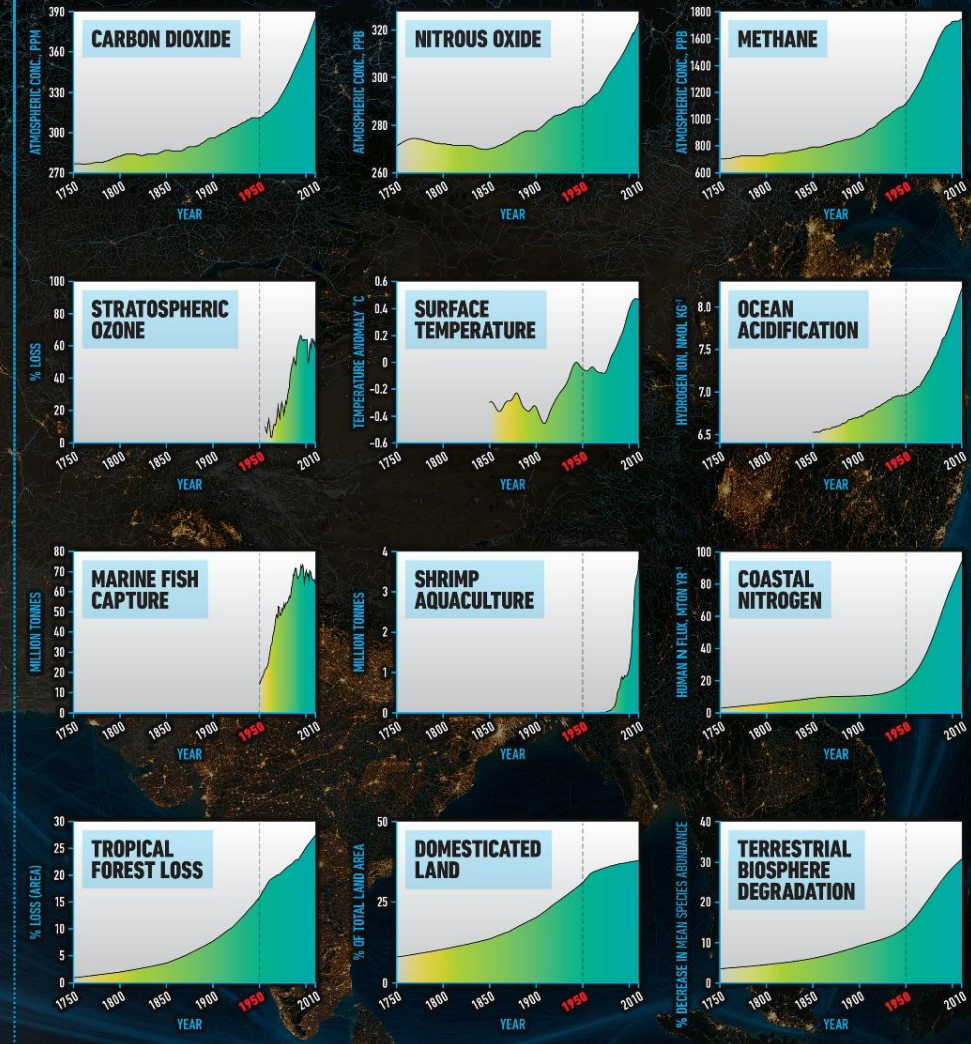 CARBON DIOXIDE
ATMOSPHERIC CONC, PPM
390
360
330
300
270
1750 1800 1850 1900 1950 2010
YEAR
NITROUS OXIDE
ATMOSPHERIC CONC, PPB
320
300
280
260
1750 1800 1850 1900 1950 2010
YEAR
METHANE
ATMOSPHERIC CONC, PPB
1800
1600
1400
1200
1000
800
600
1750 1800 1850 1900 1950 2010
YEAR
STRATOSPHERIC
OZONE
% LOSS
100
80
60
40
20
0
1750 1800 1850 1900 1950 2010
YEAR
SURFACE
TEMPERATURE
TEMPERATURE ANOMALY °C
0.6
0.4
0.2
0
-0.2
-0.4
-0.6
1750 1800 1850 1900 1950 2010
YEAR
OCEAN
ACIDIFICATION
HYDROGEN ION, NMOL KG⁻¹
8.0
7.5
7.0
6.5
1750 1800 1850 1900 1950 2010
YEAR
MARINE FISH
CAPTURE
MILLION TONNES
80
70
60
50
40
30
20
10
0
1750 1800 1850 1900 1950 2010
YEAR
SHRIMP
AQUACULTURE
MILLION TONNES
4
3
2
1
0
1750 1800 1850 1900 1950 2010
YEAR
COASTAL
NITROGEN
HUMAN N FLUX, MTON YR⁻¹
100
80
60
40
20
0
1750 1800 1850 1900 1950 2010
YEAR
TROPICAL
FOREST LOSS
% LOSS (AREA)
30
25
20
15
10
5
0
1750 1800 1850 1900 1950 2010
YEAR
DOMESTICATED
LAND
% OF TOTAL LAND AREA
50
25
0
1750 1800 1850 1900 1950 2010
YEAR
TERRESTRIAL
BIOSPHERE
DEGRADATION
% DECREASE IN MEAN SPECIES ABUNDANCE
40
30
20
10
0
1750 1800 1850 1900 1950 2010
YEAR